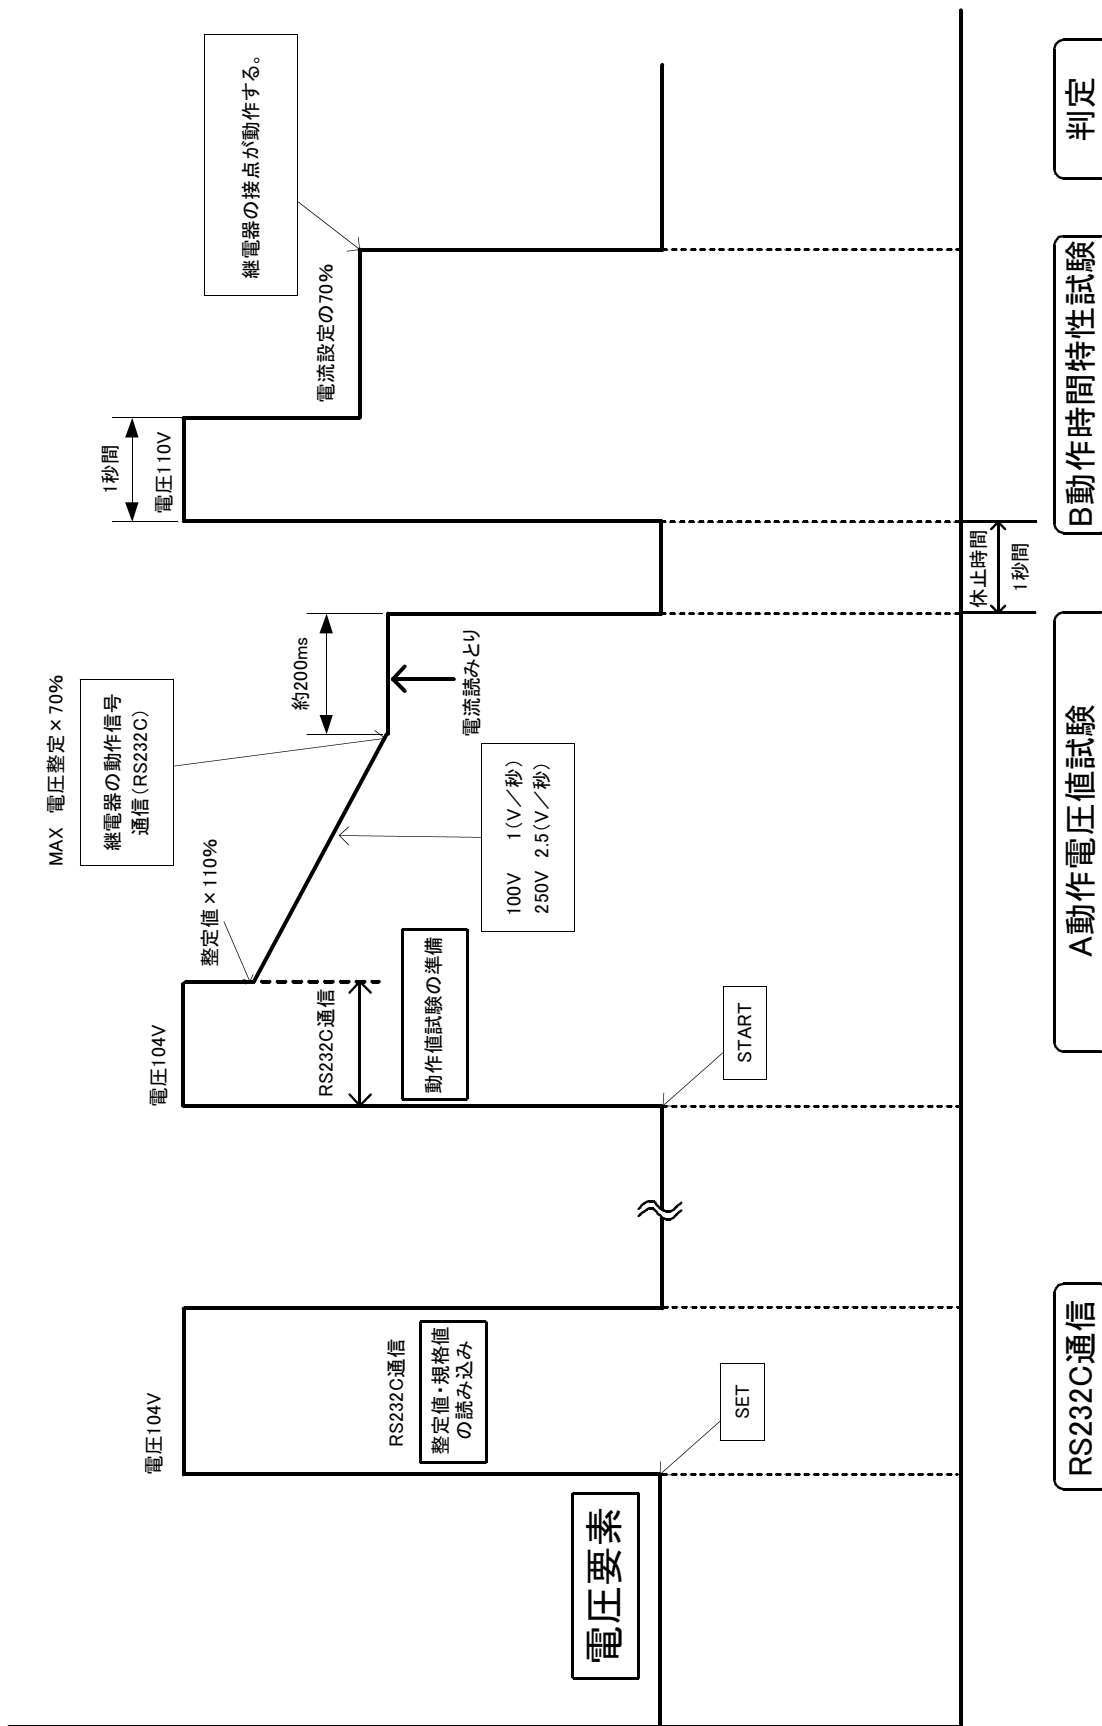 MAX 電圧整定×70%
継電器の動作信号
通信（RS232C）
継電器の接点が動作する。
1秒間
電圧104V
電圧104V
整定値×110%
電圧110V
約200ms
電流設定の70%
RS232C通信
RS232C通信
電流読みとり
整定値・規格値
の読み込み
動作値試験の準備
100V 1（V／秒）
250V 2.5（V／秒）
電圧要素
SET
START
休止時間
1秒間
RS232C通信
A動作電圧値試験
B動作時間特性試験
判定